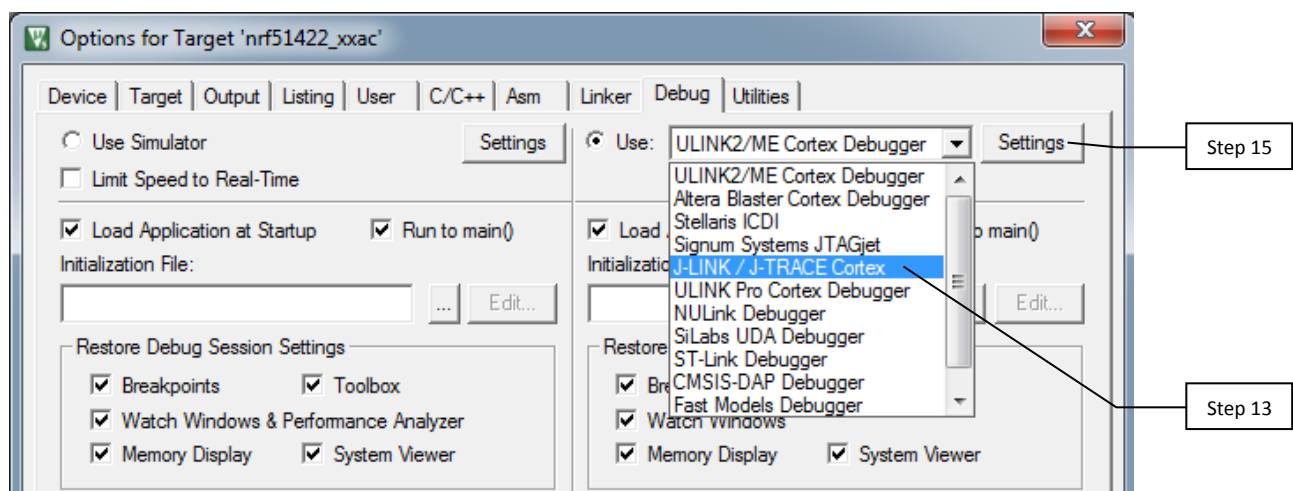 Options for Target 'nrf51422_xxac'
Device Target Output Listing User C/C++ Asm Linker Debug Utilities
Use Simulator Settings Use: ULINK2/ME Cortex Debugger Settings
Step 15
Limit Speed to Real-Time
ULINK2/ME Cortex Debugger
Altera Blaster Cortex Debugger
Stellaris ICDI
Signum Systems JTAGjet
J-LINK / J-TRACE Cortex
ULINK Pro Cortex Debugger
NULink Debugger
SiLabs UDA Debugger
ST-Link Debugger
CMSIS-DAP Debugger
Fast Models Debugger
Load Application at Startup Run to main() Load main()
Initialization File:
... Edit... Edit...
Restore Debug Session Settings Restore
Breakpoints Toolbox
Watch Windows & Performance Analyzer Watch Windows
Memory Display System Viewer Memory Display System Viewer
Step 13